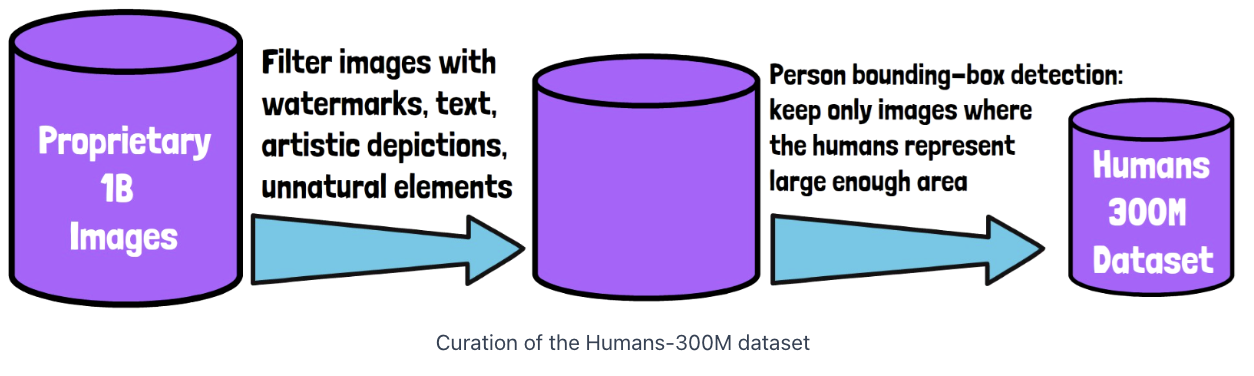 Proprietary
1B
Images
Filter images with
watermarks, text,
artistic depictions,
unnatural elements
Person bounding-box detection:
keep only images where
the humans represent
large enough area
Humans
300M
Dataset
Curation of the Humans-300M dataset